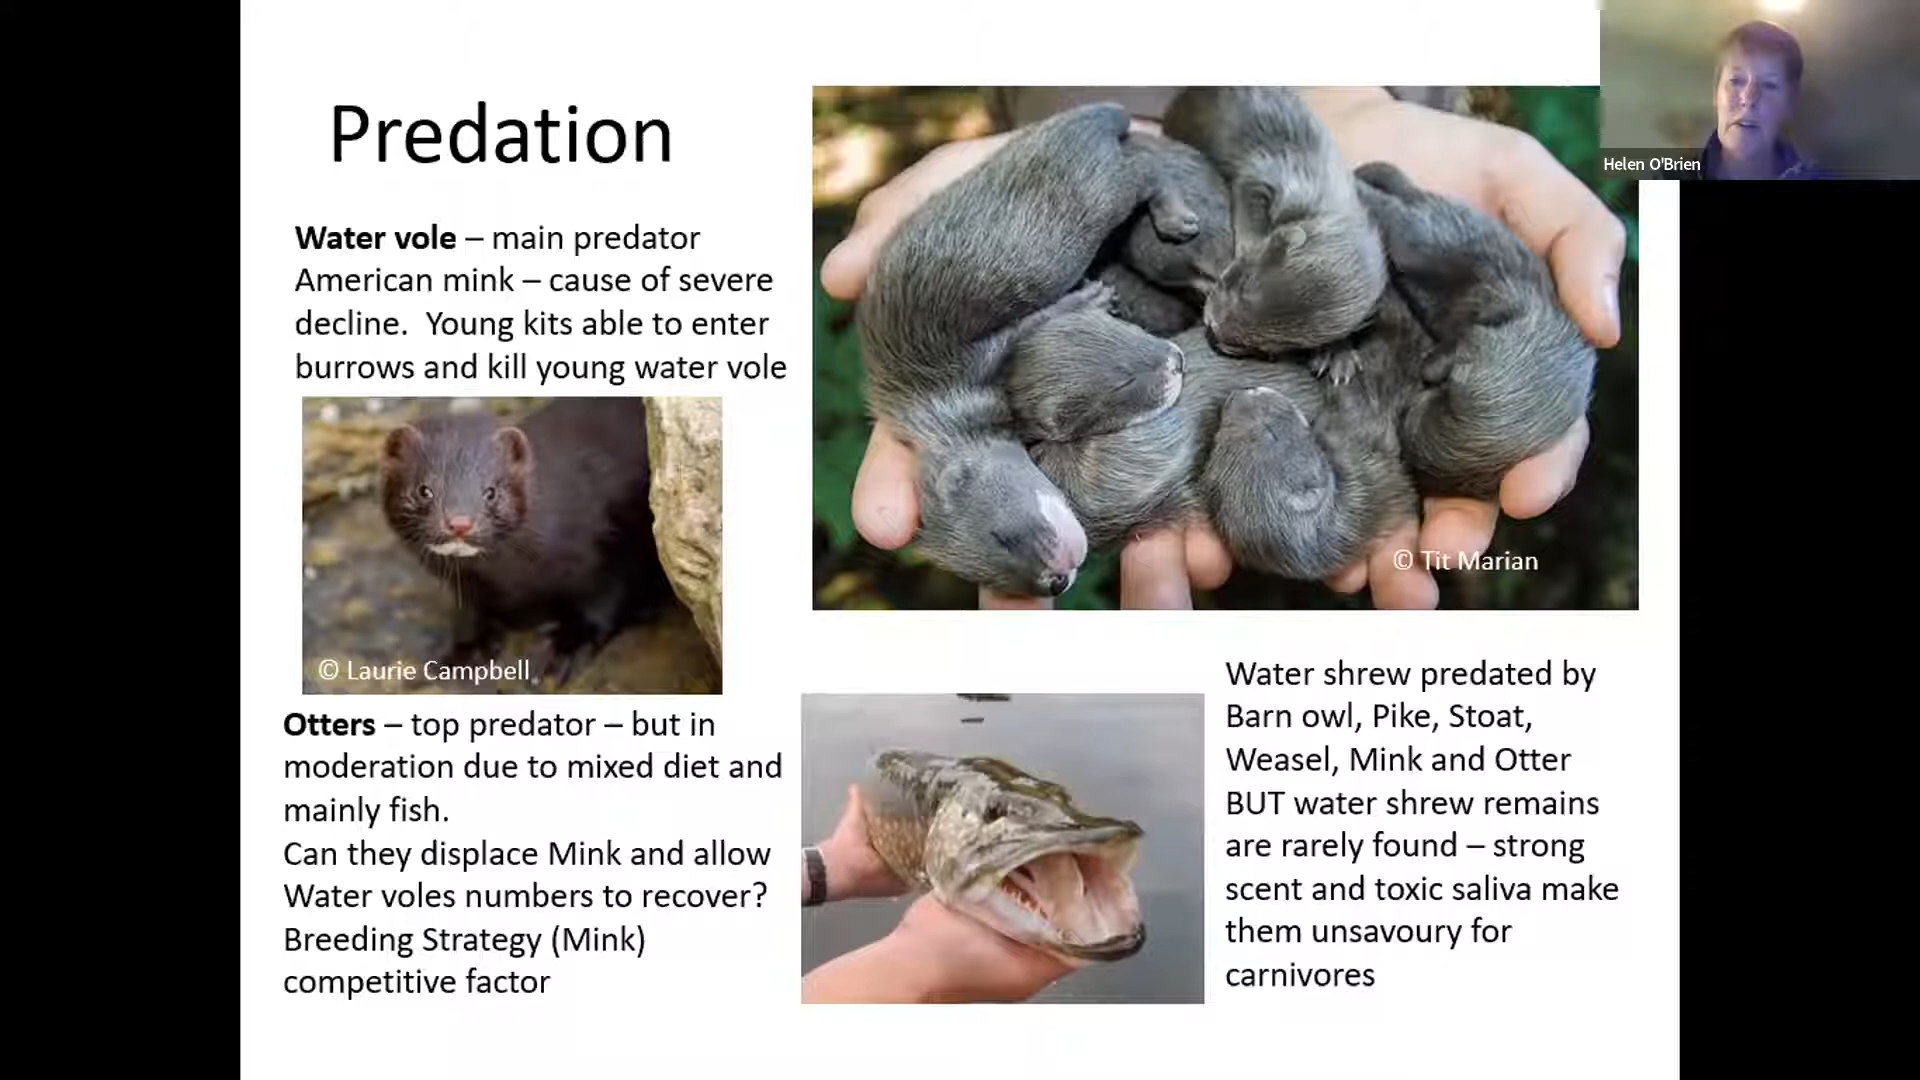 Predation
Helen O'Brien
Water vole – main predator
American mink – cause of severe
decline.  Young kits able to enter
burrows and kill young water vole
© Tit Marian
© Laurie Campbell
Otters – top predator – but in
moderation due to mixed diet and
mainly fish.
Can they displace Mink and allow
Water voles numbers to recover?
Breeding Strategy (Mink)
competitive factor
Water shrew predated by
Barn owl, Pike, Stoat,
Weasel, Mink and Otter
BUT water shrew remains
are rarely found – strong
scent and toxic saliva make
them unsavoury for
carnivores